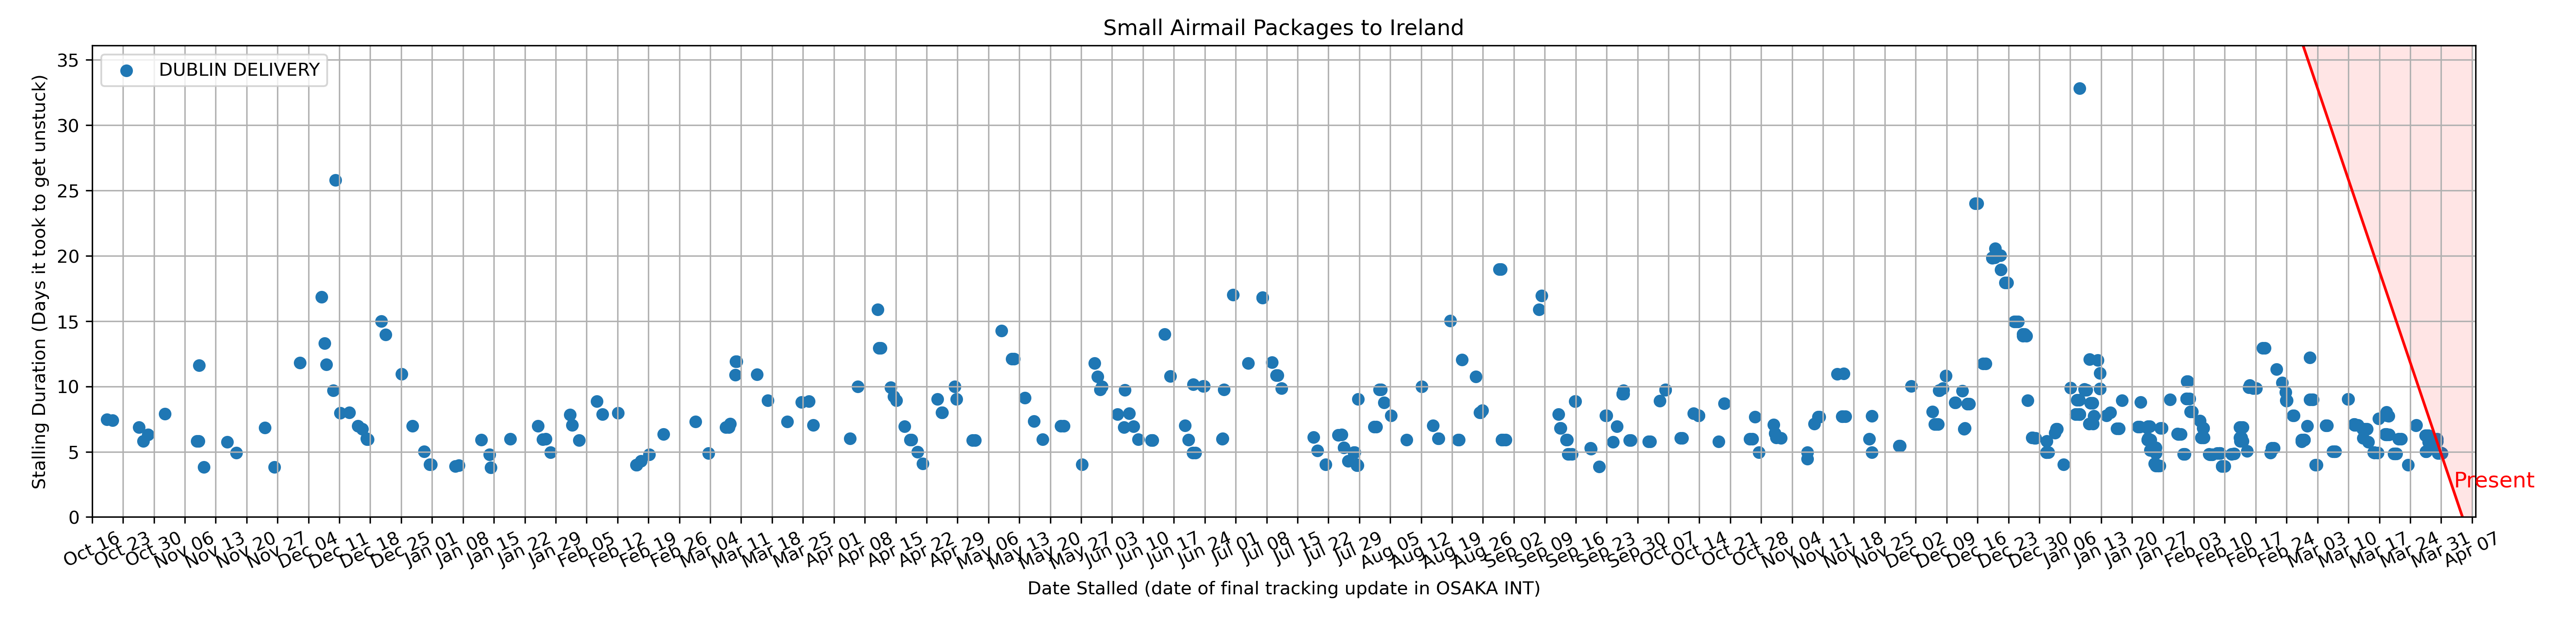 Small Airmail Packages to Ireland
DUBLIN DELIVERY
Stalling Duration (Days it took to get unstuck)
35
30
25
20
15
10
5
0
Present
Oct 16
Oct 23
Oct 30
Nov 06
Nov 13
Nov 20
Nov 27
Dec 04
Dec 11
Dec 18
Dec 25
Jan 01
Jan 08
Jan 15
Jan 22
Jan 29
Feb 05
Feb 12
Feb 19
Feb 26
Mar 04
Mar 11
Mar 18
Mar 25
Apr 01
Apr 08
Apr 15
Apr 22
Apr 29
May 06
May 13
May 20
May 27
Jun 03
Jun 10
Jun 17
Jun 24
Jul 01
Jul 08
Jul 15
Jul 22
Jul 29
Aug 05
Aug 12
Aug 19
Aug 26
Sep 02
Sep 09
Sep 16
Sep 23
Sep 30
Oct 07
Oct 14
Oct 21
Oct 28
Nov 04
Nov 11
Nov 18
Nov 25
Dec 02
Dec 09
Dec 16
Dec 23
Dec 30
Jan 06
Jan 13
Jan 20
Jan 27
Feb 03
Feb 10
Feb 17
Feb 24
Mar 03
Mar 10
Mar 17
Mar 24
Mar 31
Apr 07
Date Stalled (date of final tracking update in OSAKA INT)